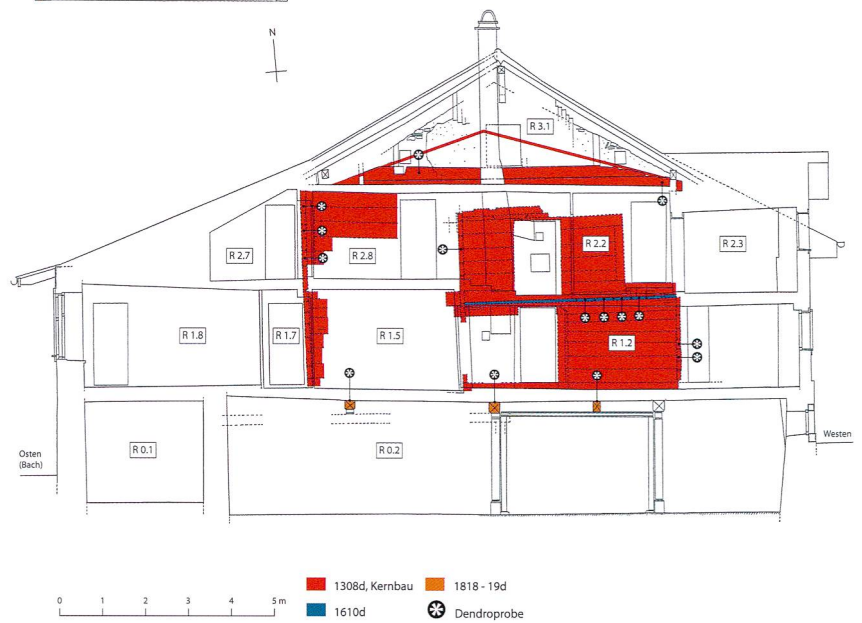 N
R 3.1
R 2.7
R 2.8
R 2.2
R 2.3
R 1.8
R 1.7
R 1.5
R 1.2
Osten
(Bach)
R 0.1
R 0.2
Westen
1308d, Kernbau
1818 - 19d
0 1 2 3 4 5 m
1610d
Dendroprobe